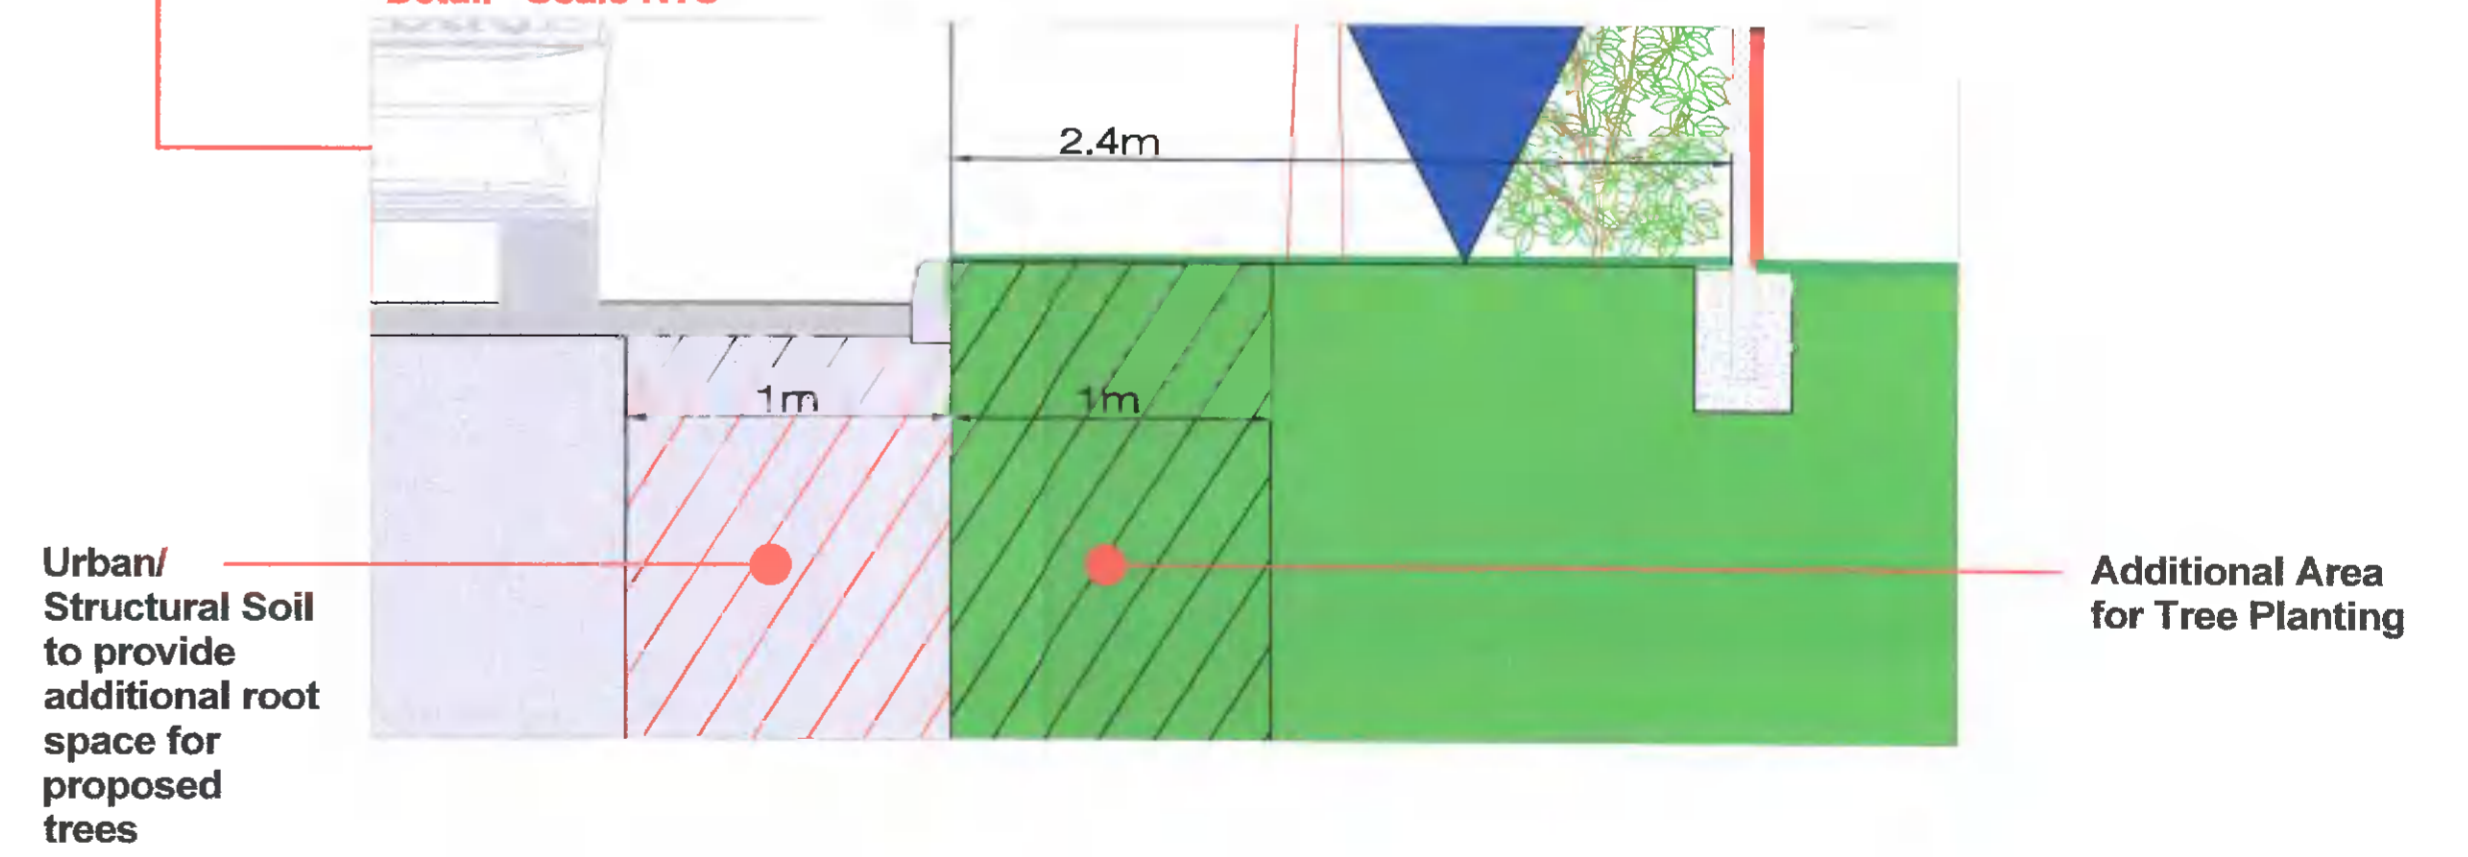 2.4m
1m
1m
Urban/
Structural Soil
to provide
additional root
space for
proposed
trees
Additional Area
for Tree Planting